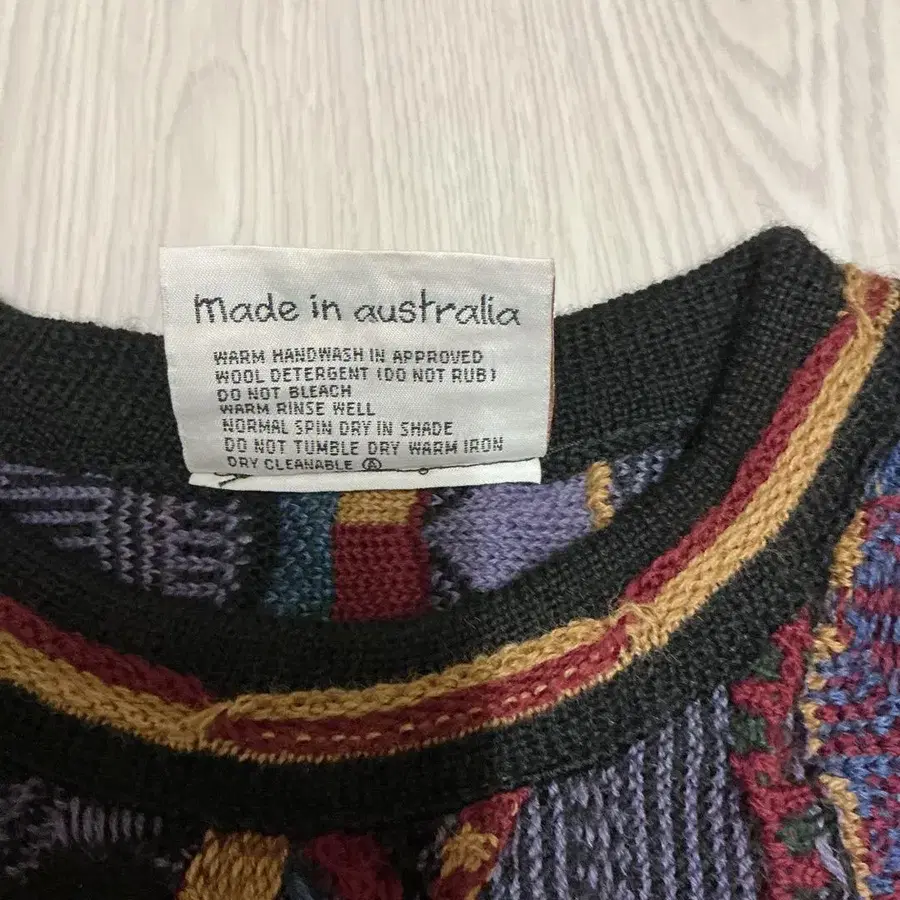 made in australia
WARM HANDWASH IN APPROVED
WOOL DETERGENT (DO NOT RUB)
DO NOT BLEACH
WARM RINSE WELL
NORMAL SPIN DRY IN SHADE
DO NOT TUMBLE DRY WARM IRON
DRY CLEANABLE Ⓐ